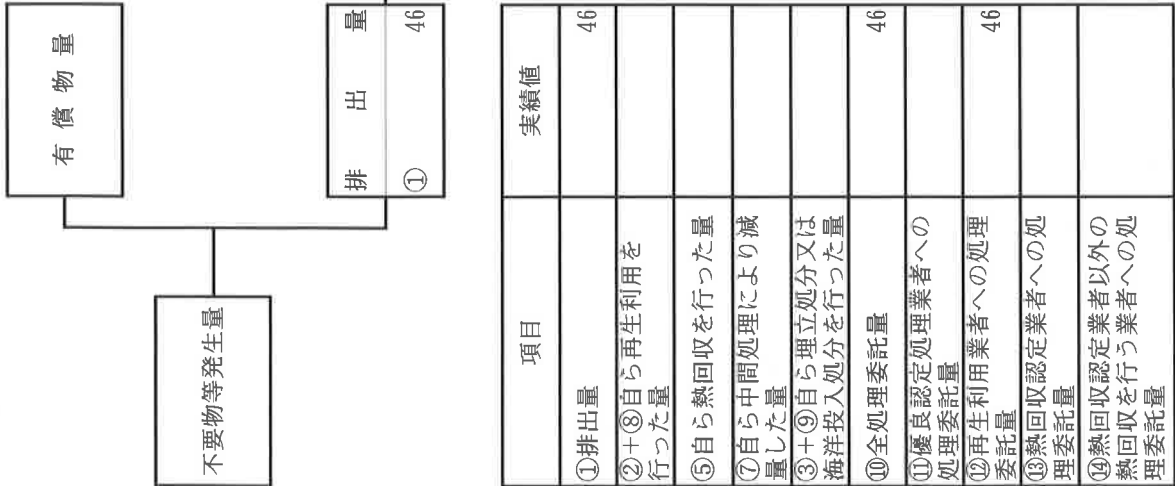 有償物量
不要物等発生量
排出量
① 46
項目 実績値
①排出量 46
②+⑧自ら再生利用を
行った量
⑤自ら熱回収を行った量
⑦自ら中間処理により減
量した量
③+⑨自ら埋立処分又は
海洋投入処分を行った量
⑩全処理委託量 46
⑪優良認定処理業者への
処理委託量
⑫再生利用業者への処理 46
委託量
⑬熱回収認定業者への処
理委託量
⑭熱回収認定業者以外の
熱回収を行う業者への処
理委託量